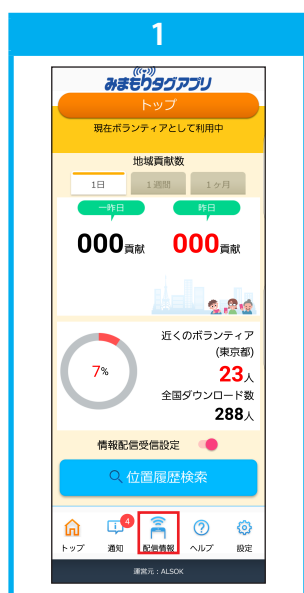 1
みまもりタグアプリ
トップ
現在ボランティアとして利用中
地域貢献数
1日 1週間 1ヶ月
一昨日 昨日
000貢献 000貢献
近くのボランティア
(東京都)
7%
23人
全国ダウンロード数
288人
情報配信受信設定
位置履歴検索
4
トップ 通知 配信情報 ヘルプ 設定
運営元：ALSOK